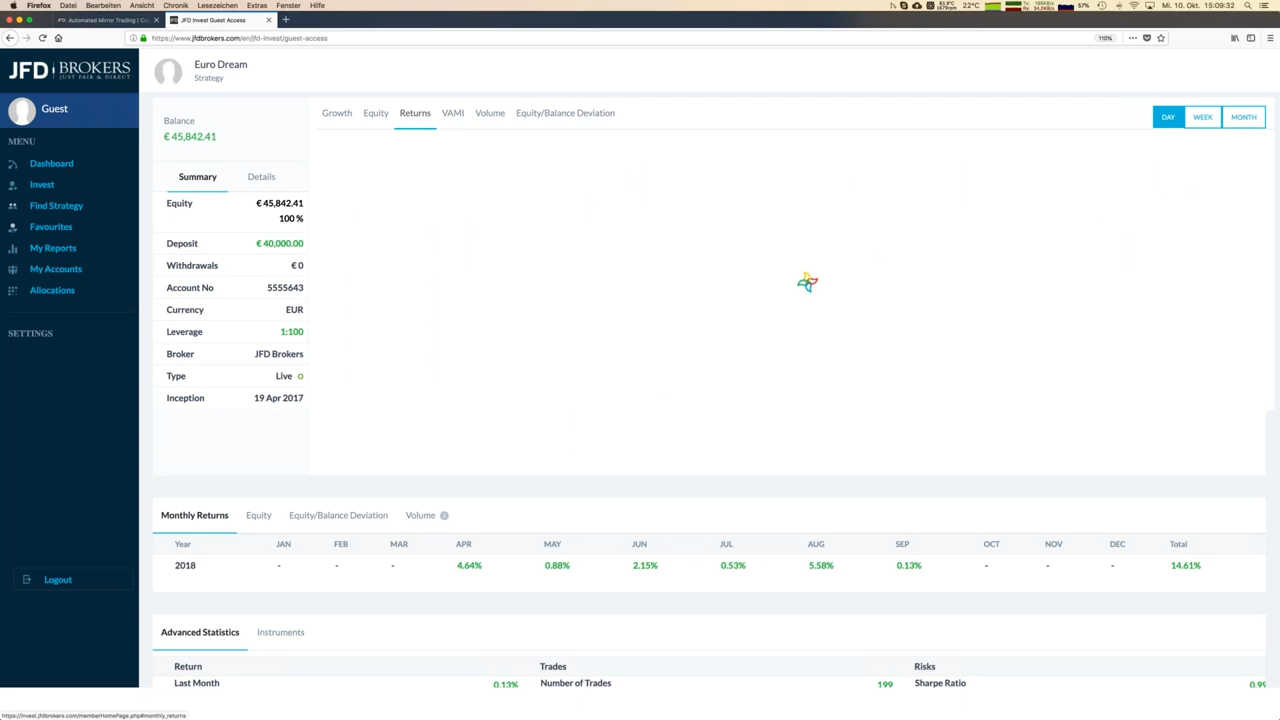 Firefox Datei Bearbeiten Ansicht Chronik Lesezeichen Extras Fenster Hilfe
22°C 57% Mi. 10. Okt. 15:09:32
Automated Mirror Trading | Co
JFD Invest Guest Access
https://www.jfdbrokers.com/en/jfd-invest/guest-access
110%
JFD BROKERS
JUST FAIR & DIRECT
Euro Dream
Strategy
Guest
MENU
Dashboard
Invest
Find Strategy
Favourites
My Reports
My Accounts
Allocations
SETTINGS
Logout
Balance
€ 45,842.41
Summary Details
Equity € 45,842.41
100 %
Deposit € 40,000.00
Withdrawals € 0
Account No 5555643
Currency EUR
Leverage 1:100
Broker JFD Brokers
Type Live
Inception 19 Apr 2017
Growth Equity Returns VAMI Volume Equity/Balance Deviation
DAY WEEK MONTH
Monthly Returns Equity Equity/Balance Deviation Volume
Year JAN FEB MAR APR MAY JUN JUL AUG SEP OCT NOV DEC Total
2018 - - - 4.64% 0.88% 2.15% 0.53% 5.58% 0.13% - - - 14.61%
Advanced Statistics Instruments
Return Trades Risks
Last Month 0.13% Number of Trades 199 Sharpe Ratio
https://invest.jfdbrokers.com/memberHomePage.php#monthly_returns